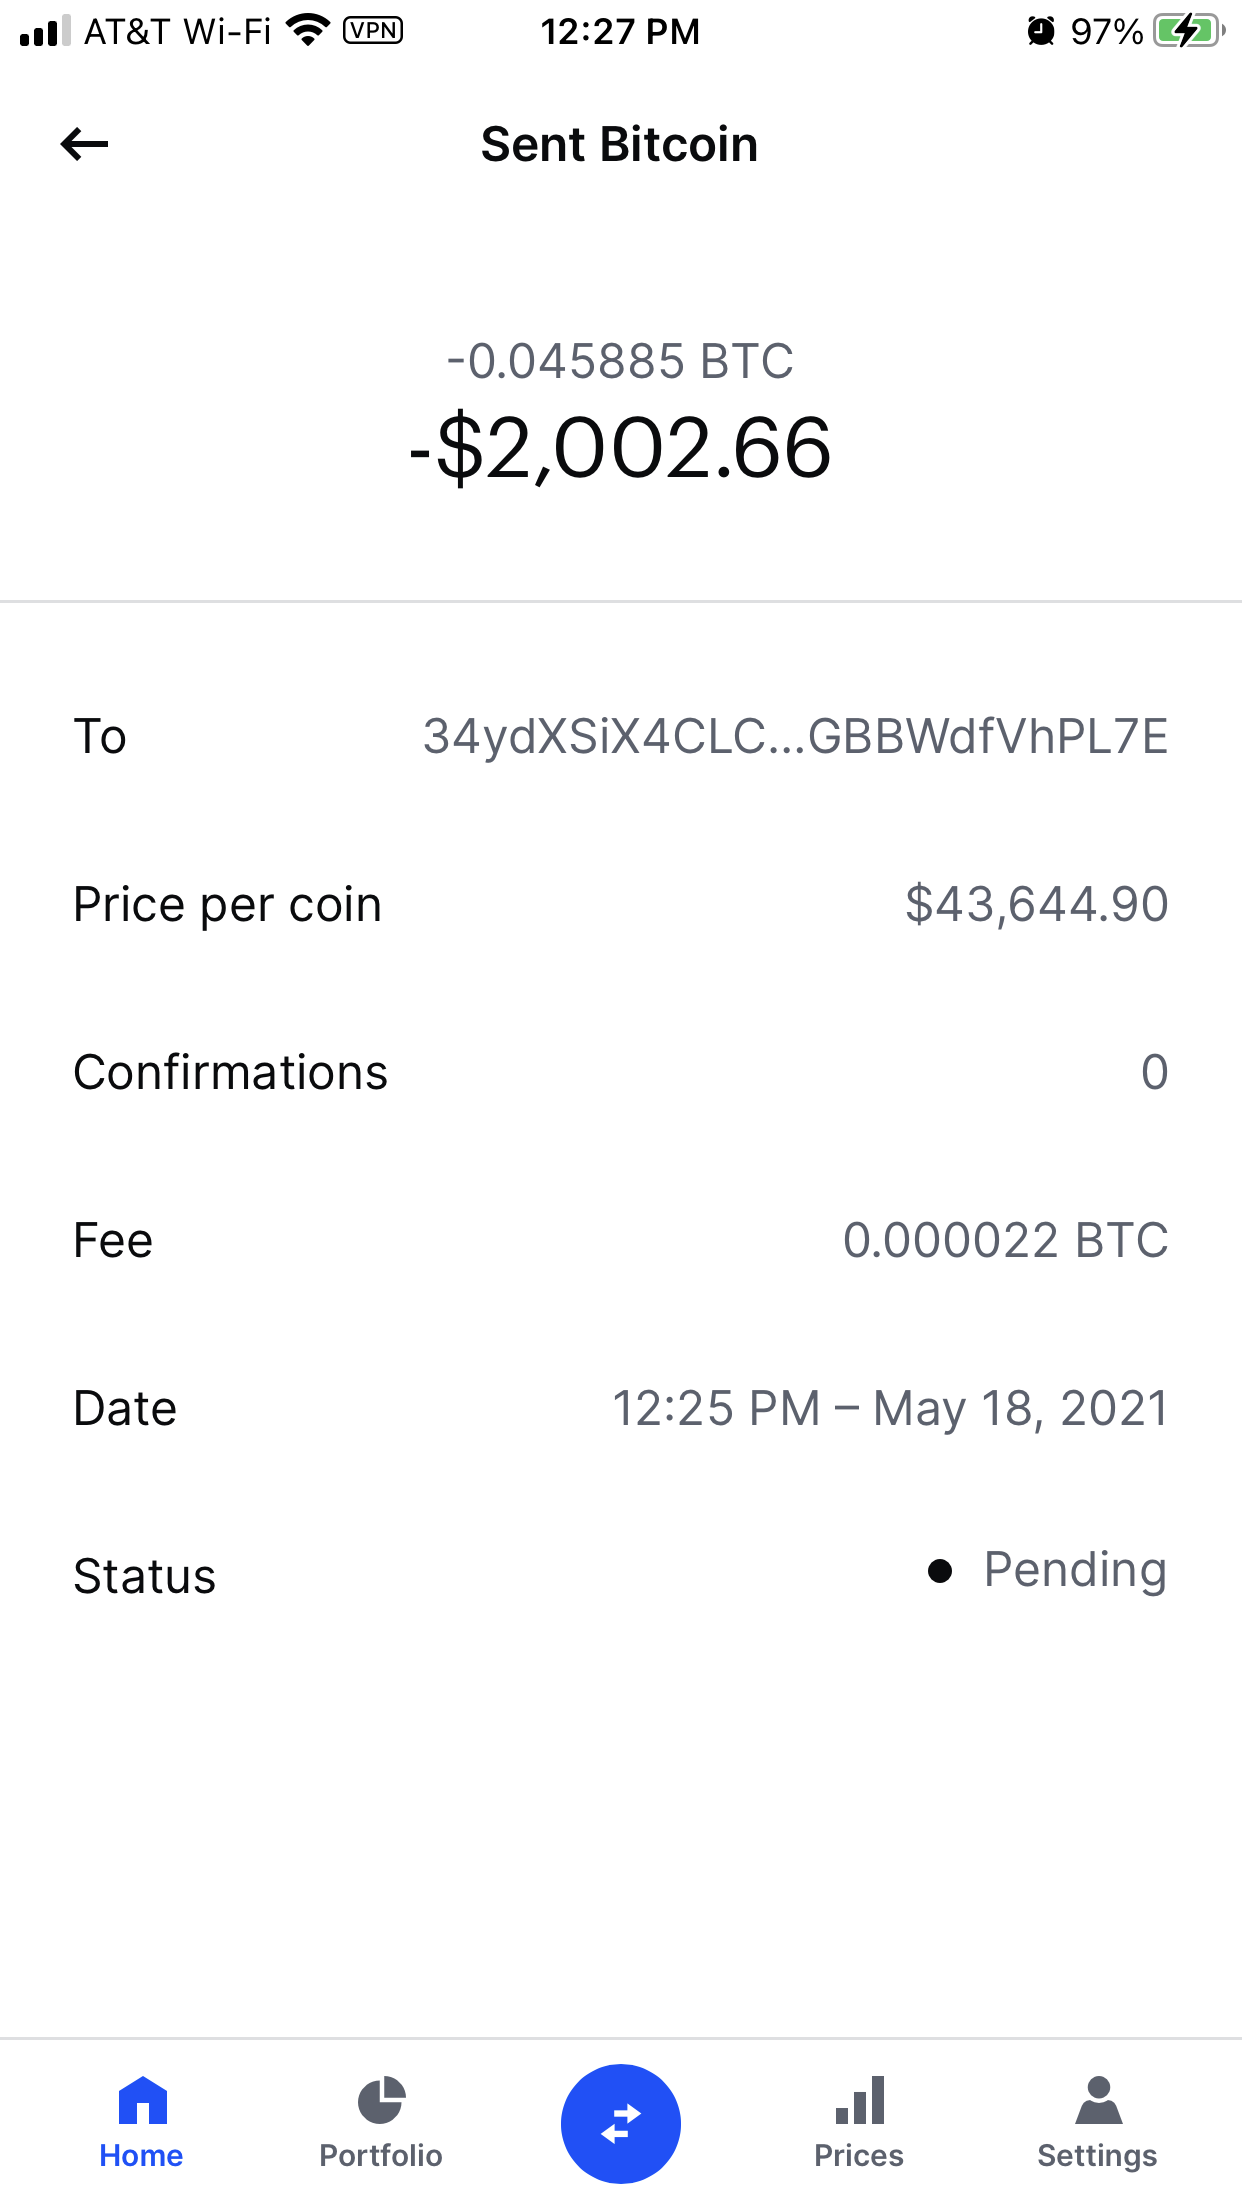 AT&T Wi-Fi VPN 12:27 PM 97%
Sent Bitcoin
-0.045885 BTC
-$2,002.66
To 34ydXSiX4CLC...GBBWdfVhPL7E
Price per coin $43,644.90
Confirmations 0
Fee 0.000022 BTC
Date 12:25 PM – May 18, 2021
Status Pending
Home Portfolio Prices Settings